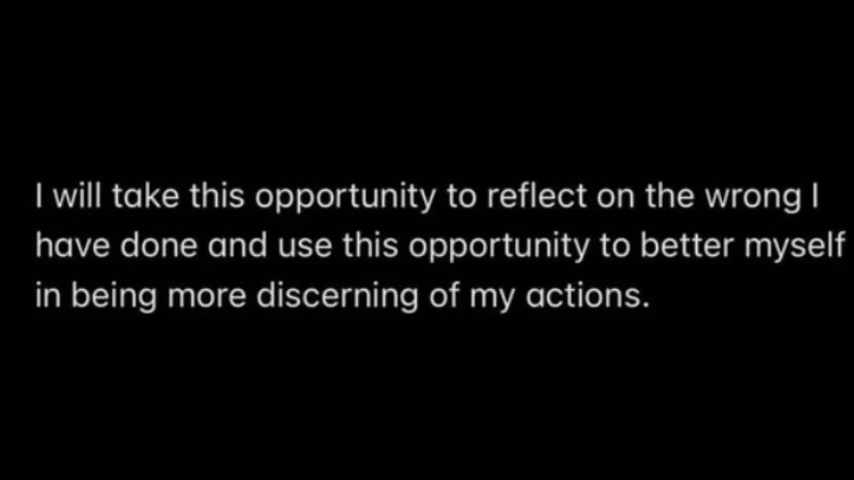 I will take this opportunity to reflect on the wrong I
have done and use this opportunity to better myself
in being more discerning of my actions.